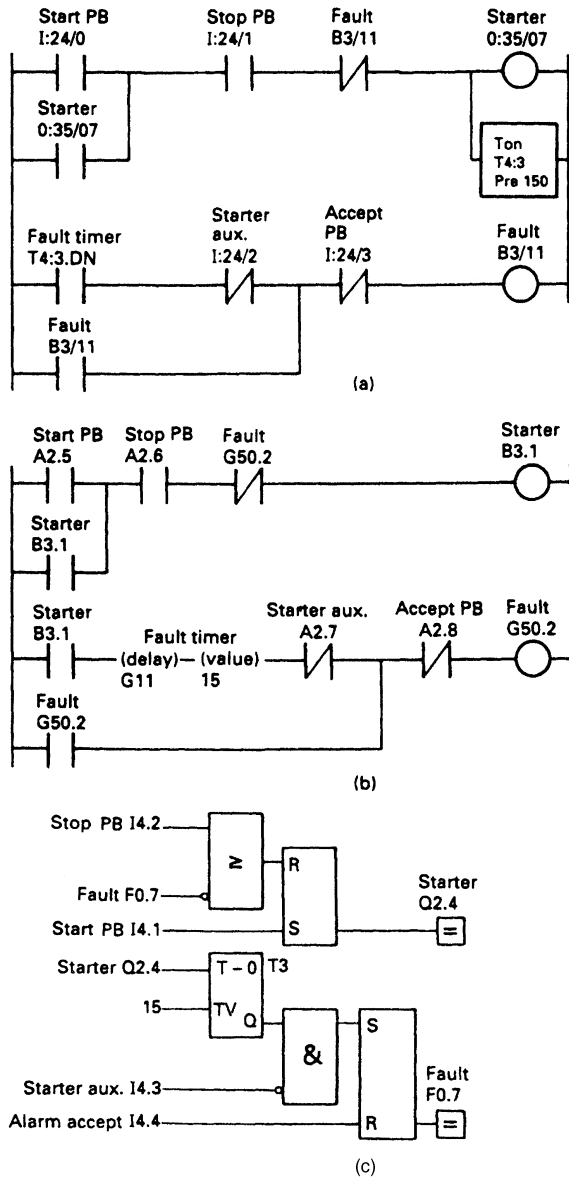 Start PB
I:24/0
Stop PB
I:24/1
Fault
B3/11
Starter
0:35/07
Starter
0:35/07
Ton
T4:3
Pre 150
Fault timer
T4:3.DN
Starter
aux.
I:24/2
Accept
PB
I:24/3
Fault
B3/11
Fault
B3/11
(a)
Start PB
A2.5
Stop PB
A2.6
Fault
G50.2
Starter
B3.1
Starter
B3.1
Starter
B3.1
Fault timer
(delay) (value)
G11 15
Starter aux.
A2.7
Accept PB
A2.8
Fault
G50.2
Fault
G50.2
(b)
Stop PB I4.2
≥
R
Fault F0.7
Start PB I4.1
S
Starter
Q2.4
=
Starter Q2.4
T-0 T3
15
TV
Q
&
S
Starter aux. I4.3
Alarm accept I4.4
R
Fault
F0.7
=
(c)